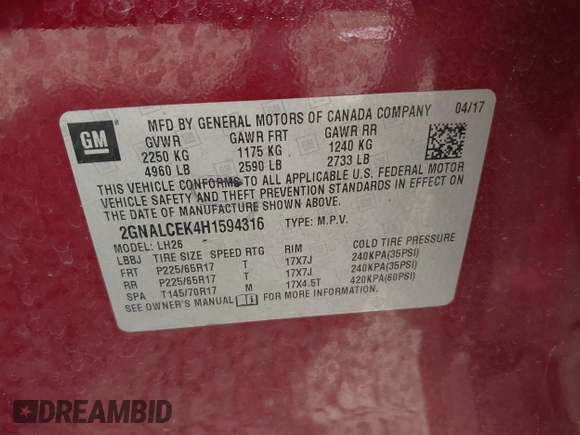 GM
MFD BY GENERAL MOTORS OF CANADA COMPANY 04/17
GVWR GAWR FRT GAWR RR
2250 KG 1175 KG 1240 KG
4960 LB 2590 LB 2733 LB
THIS VEHICLE CONFORMS TO ALL APPLICABLE U.S. FEDERAL MOTOR
VEHICLE SAFETY AND THEFT PREVENTION STANDARDS IN EFFECT ON
THE DATE OF MANUFACTURE SHOWN ABOVE.
2GNALCEK4H1594316 TYPE: M.P.V.
MODEL: LH26
LBBJ TIRE SIZE SPEED RTG RIM COLD TIRE PRESSURE
FRT P225/65R17 T 17X7J 240KPA(35PSI)
RR P225/65R17 T 17X7J 240KPA(35PSI)
SPA T145/70R17 M 17X4.5T 420KPA(60PSI)
SEE OWNER'S MANUAL FOR MORE INFORMATION.
DREAMBID